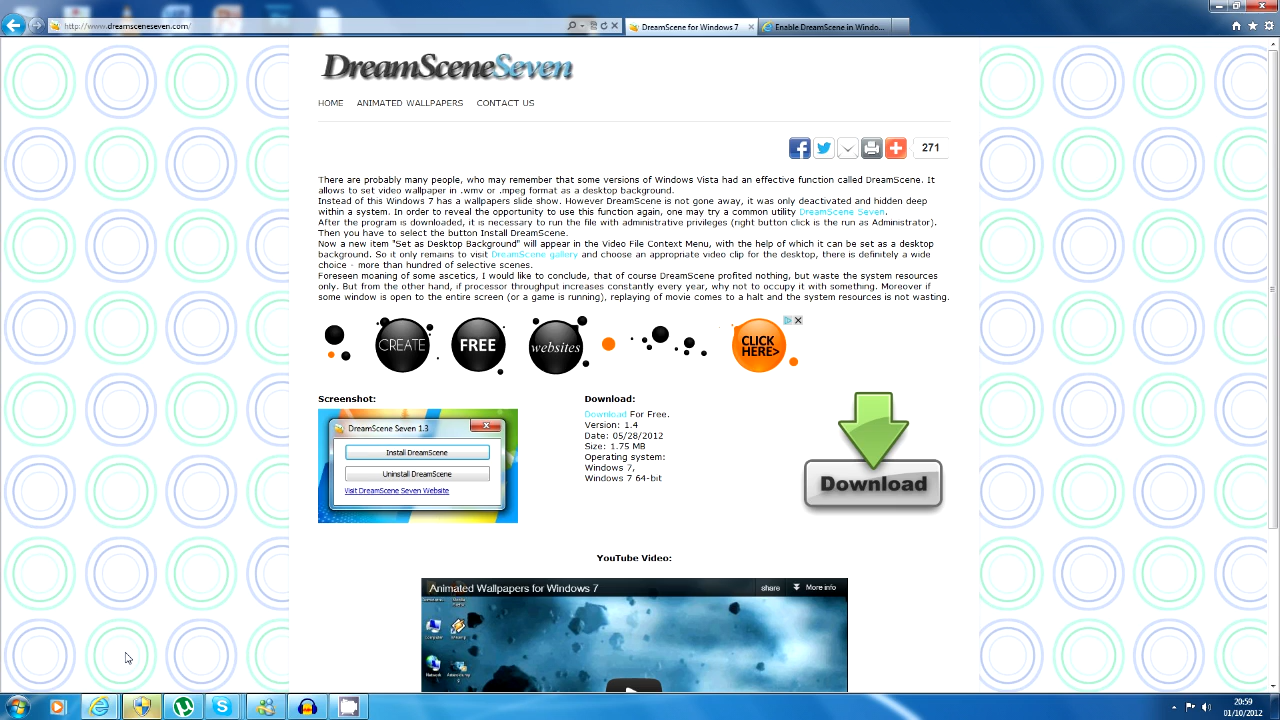 http://www.dreamsceneseven.com/
DreamScene for Windows 7
Enable DreamScene in Windo...
DreamSceneSeven
HOME ANIMATED WALLPAPERS CONTACT US
271
There are probably many people, who may remember that some versions of Windows Vista had an effective function called DreamScene. It
allows to set video wallpaper in .wmv or .mpeg format as a desktop background.
Instead of this Windows 7 has a wallpapers slide show. However DreamScene is not gone away, it was only deactivated and hidden deep
within a system. In order to reveal the opportunity to use this function again, one may try a common utility DreamScene Seven.
After the program is downloaded, it is necessary to run the file with administrative privileges (right button click is the run as Administrator).
Then you have to select the button Install DreamScene.
Now a new item "Set as Desktop Background" will appear in the Video File Context Menu, with the help of which it can be set as a desktop
background. So it only remains to visit DreamScene gallery and choose an appropriate video clip for the desktop, there is definitely a wide
choice - more than hundred of selective scenes.
Foreseen moaning of some ascetics, I would like to conclude, that of course DreamScene profited nothing, but waste the system resources
only. But from the other hand, if processor throughput increases constantly every year, why not to occupy it with something. Moreover if
some window is open to the entire screen (or a game is running), replaying of movie comes to a halt and the system resources is not wasting.
CREATE FREE websites CLICK
HERE>
Screenshot:
DreamScene Seven 1.3
Install DreamScene
Uninstall DreamScene
Visit DreamScene Seven Website
Download:
Download For Free.
Version: 1.4
Date: 05/28/2012
Size: 1.75 MB
Operating system:
Windows 7,
Windows 7 64-bit
Download
YouTube Video:
Animated Wallpapers for Windows 7
share More info
Computer
Network
20:59
01/10/2012